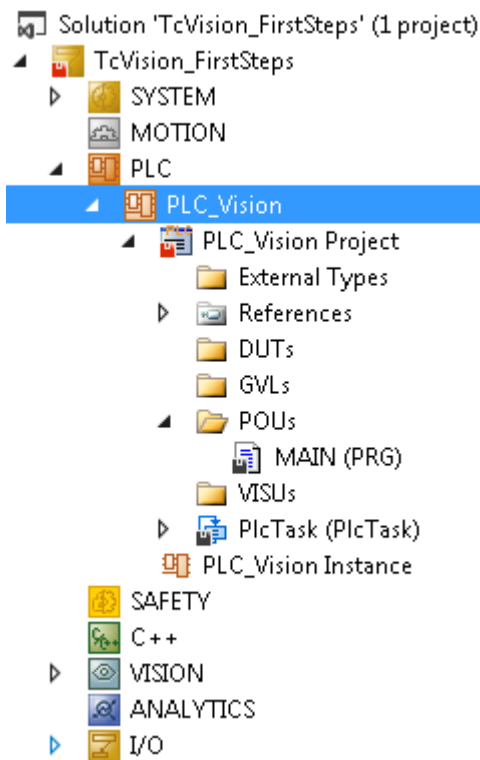 Solution 'TcVision_FirstSteps' (1 project)
TcVision_FirstSteps
SYSTEM
MOTION
PLC
PLC_Vision
PLC_Vision Project
External Types
References
DUTs
GVLs
POUs
MAIN (PRG)
VISUs
PlcTask (PlcTask)
PLC_Vision Instance
SAFETY
C++
VISION
ANALYTICS
I/O